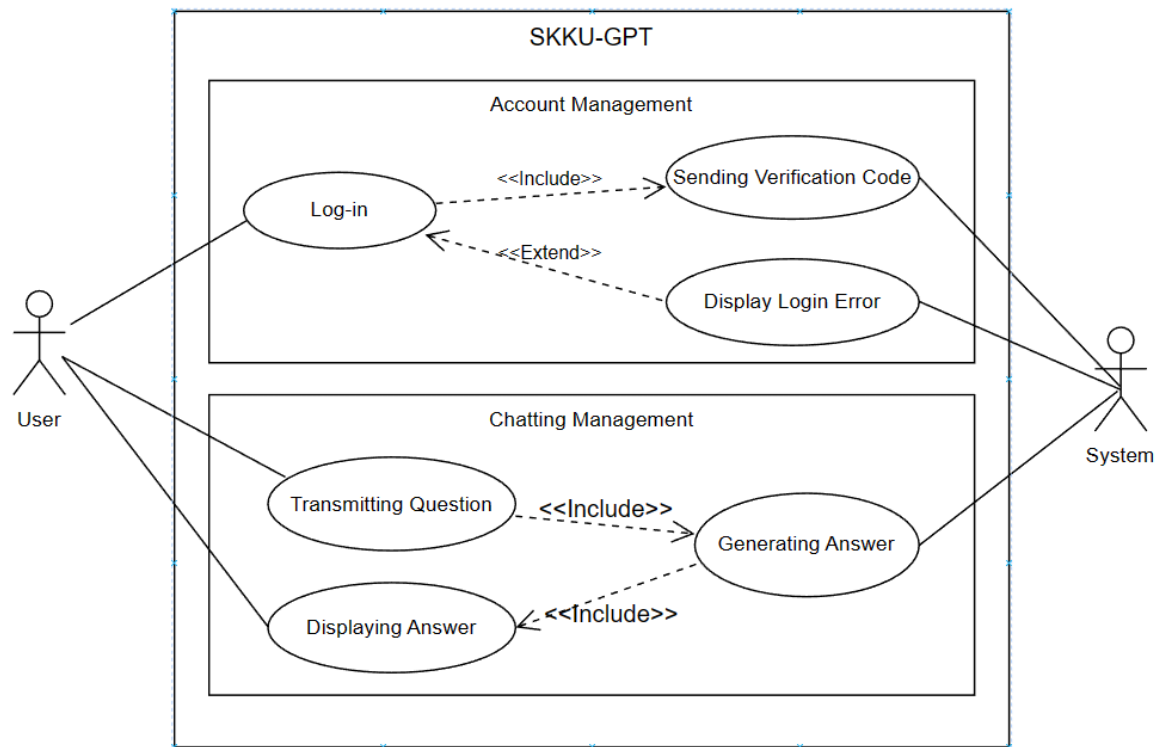 SKKU-GPT
Account Management
Sending Verification Code
<<Include>>
Log-in
<<Extend>>
Display Login Error
User
Chatting Management
System
Transmitting Question
<<Include>>
Generating Answer
<<Include>>
Displaying Answer